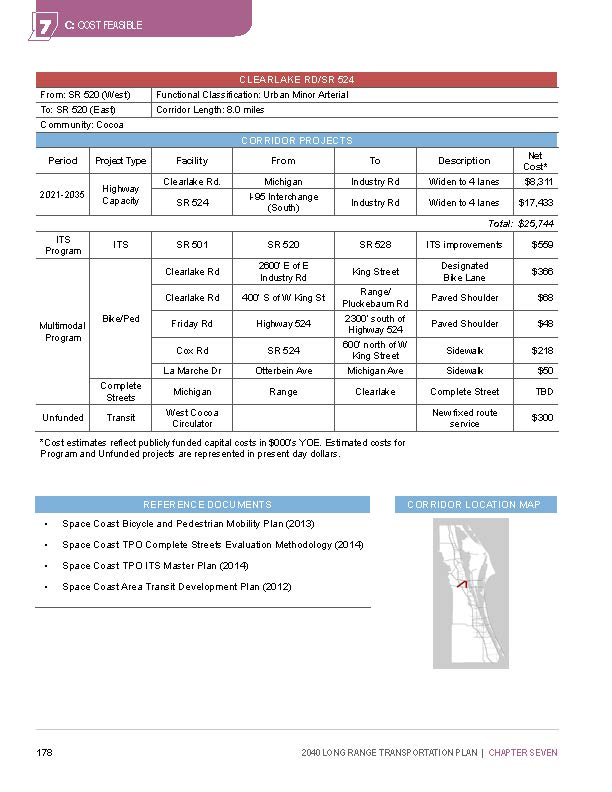 7 C: COST FEASIBLE
CLEARLAKE RD/SR 524
From: SR 520 (West) Functional Classification: Urban Minor Arterial
To: SR 520 (East) Corridor Length: 8.0 miles
Community: Cocoa
CORRIDOR PROJECTS
Period Project Type Facility From To Description Net Cost*
2021-2035 Highway Capacity Clearlake Rd. Michigan Industry Rd Widen to 4 lanes $8,311
SR 524 I-95 Interchange (South) Industry Rd Widen to 4 lanes $17,433
Total: $25,744
ITS Program ITS SR 501 SR 520 SR 528 ITS improvements $559
Multimodal Program Bike/Ped Clearlake Rd 2600' E of E Industry Rd King Street Designated Bike Lane $366
Clearlake Rd 400' S of W King St Range/ Pluckebaum Rd Paved Shoulder $68
Friday Rd Highway 524 2300' south of Highway 524 Paved Shoulder $48
Cox Rd SR 524 600' north of W King Street Sidewalk $218
La Marche Dr Otterbein Ave Michigan Ave Sidewalk $50
Complete Streets Michigan Range Clearlake Complete Street TBD
Unfunded Transit West Cocoa Circulator New fixed route service $300
*Cost estimates reflect publicly funded capital costs in $000's YOE. Estimated costs for
Program and Unfunded projects are represented in present day dollars.
REFERENCE DOCUMENTS
• Space Coast Bicycle and Pedestrian Mobility Plan (2013)
• Space Coast TPO Complete Streets Evaluation Methodology (2014)
• Space Coast TPO ITS Master Plan (2014)
• Space Coast Area Transit Development Plan (2012)
CORRIDOR LOCATION MAP
178 2040 LONG RANGE TRANSPORTATION PLAN | CHAPTER SEVEN